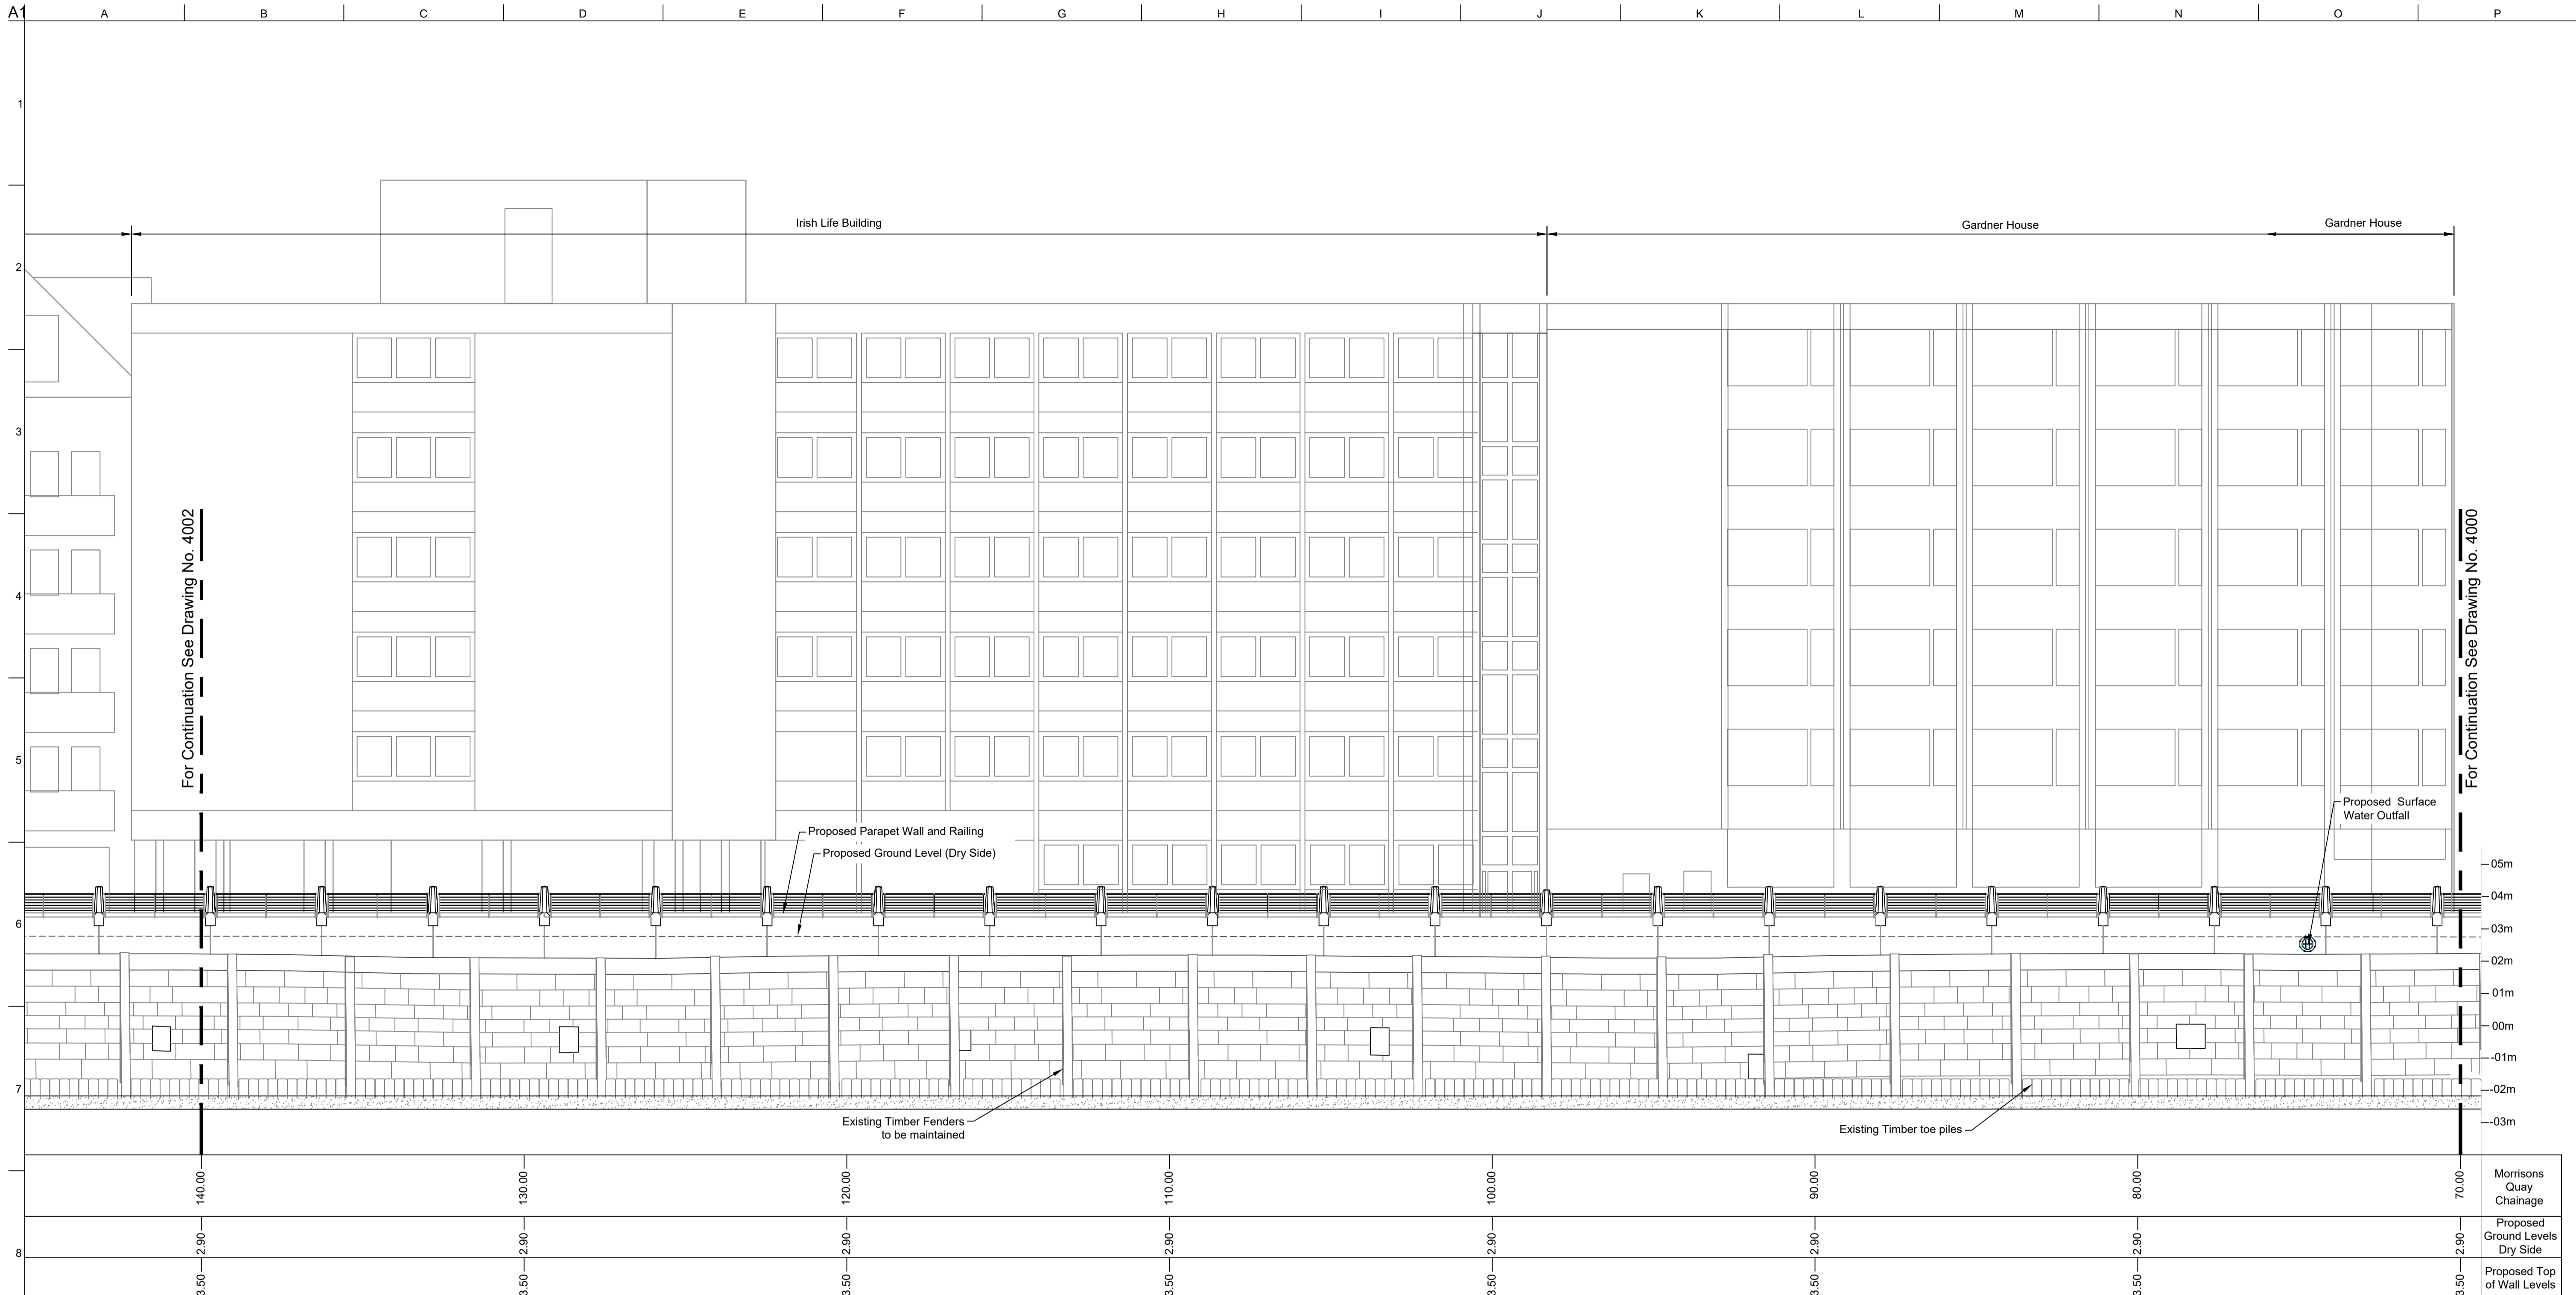 A1 A B C D E F G H I J K L M N O P
1
Irish Life Building
Gardner House
Gardner House
2
3
For Continuation See Drawing No. 4002
For Continuation See Drawing No. 4000
4
5
Proposed  Surface
Water Outfall
Proposed Parapet Wall and Railing
Proposed Ground Level (Dry Side)
6
05m
04m
03m
02m
01m
00m
-01m
-02m
-03m
7
Existing Timber Fenders
to be maintained
Existing Timber toe piles
140.00 130.00 120.00 110.00 100.00 90.00 80.00 70.00
Morrisons
Quay
Chainage
8
2.90 2.90 2.90 2.90 2.90 2.90 2.90 2.90
Proposed
Ground Levels
Dry Side
3.50 3.50 3.50 3.50 3.50 3.50 3.50 3.50
Proposed Top
of Wall Levels